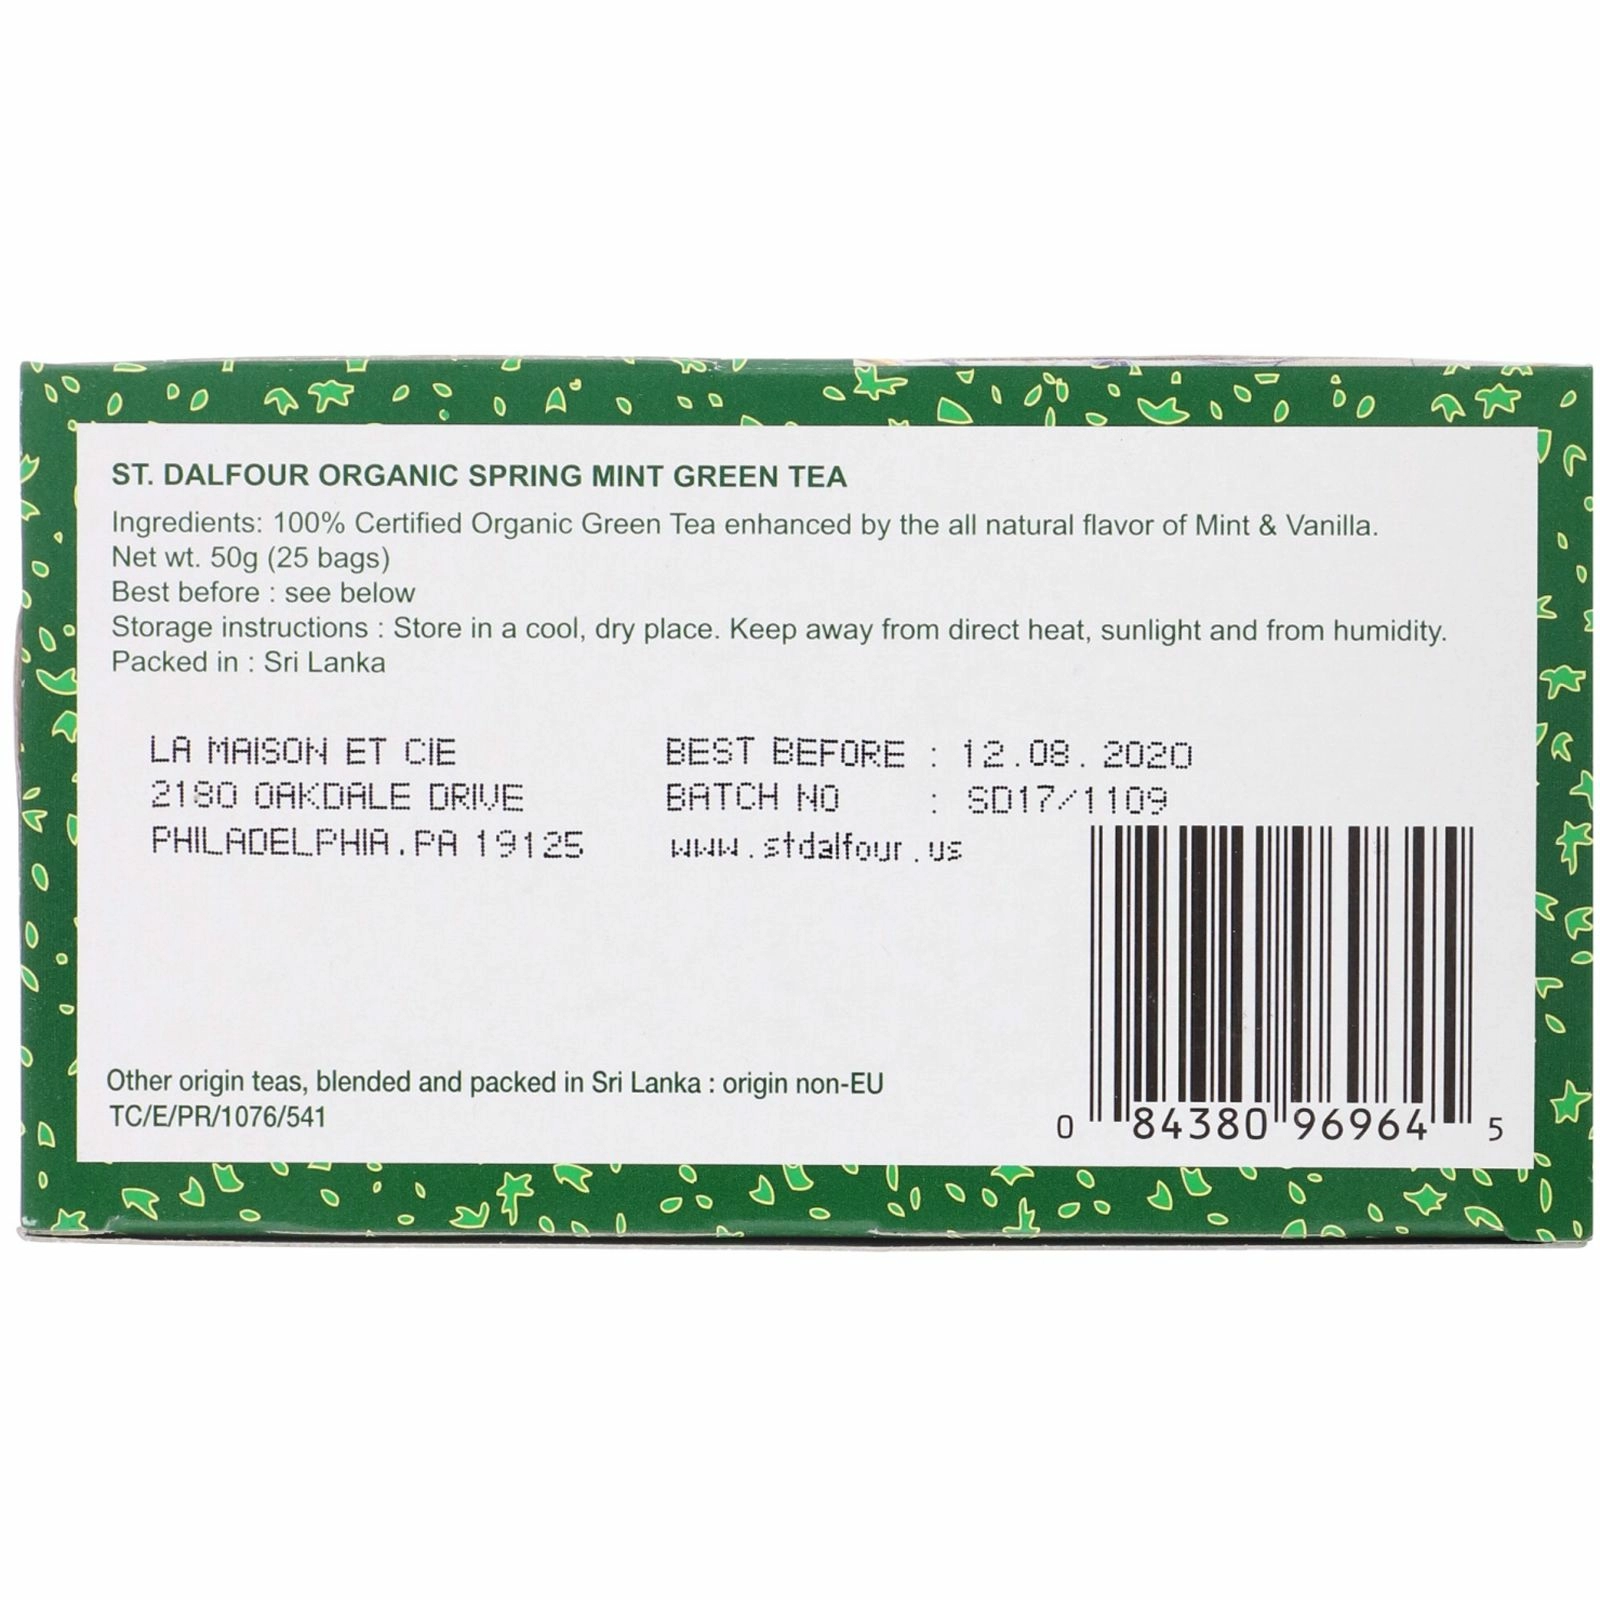 ST. DALFOUR ORGANIC SPRING MINT GREEN TEA
Ingredients: 100% Certified Organic Green Tea enhanced by the all natural flavor of Mint & Vanilla.
Net wt. 50g (25 bags)
Best before : see below
Storage instructions : Store in a cool, dry place. Keep away from direct heat, sunlight and from humidity.
Packed in : Sri Lanka
LA MAISON ET CIE
2180 OAKDALE DRIVE
PHILADELPHIA.PA 19125
BEST BEFORE : 12.08.2020
BATCH NO : SD17/1109
www.stdalfour.us
Other origin teas, blended and packed in Sri Lanka : origin non-EU
TC/E/PR/1076/541
0 84380 96964 5